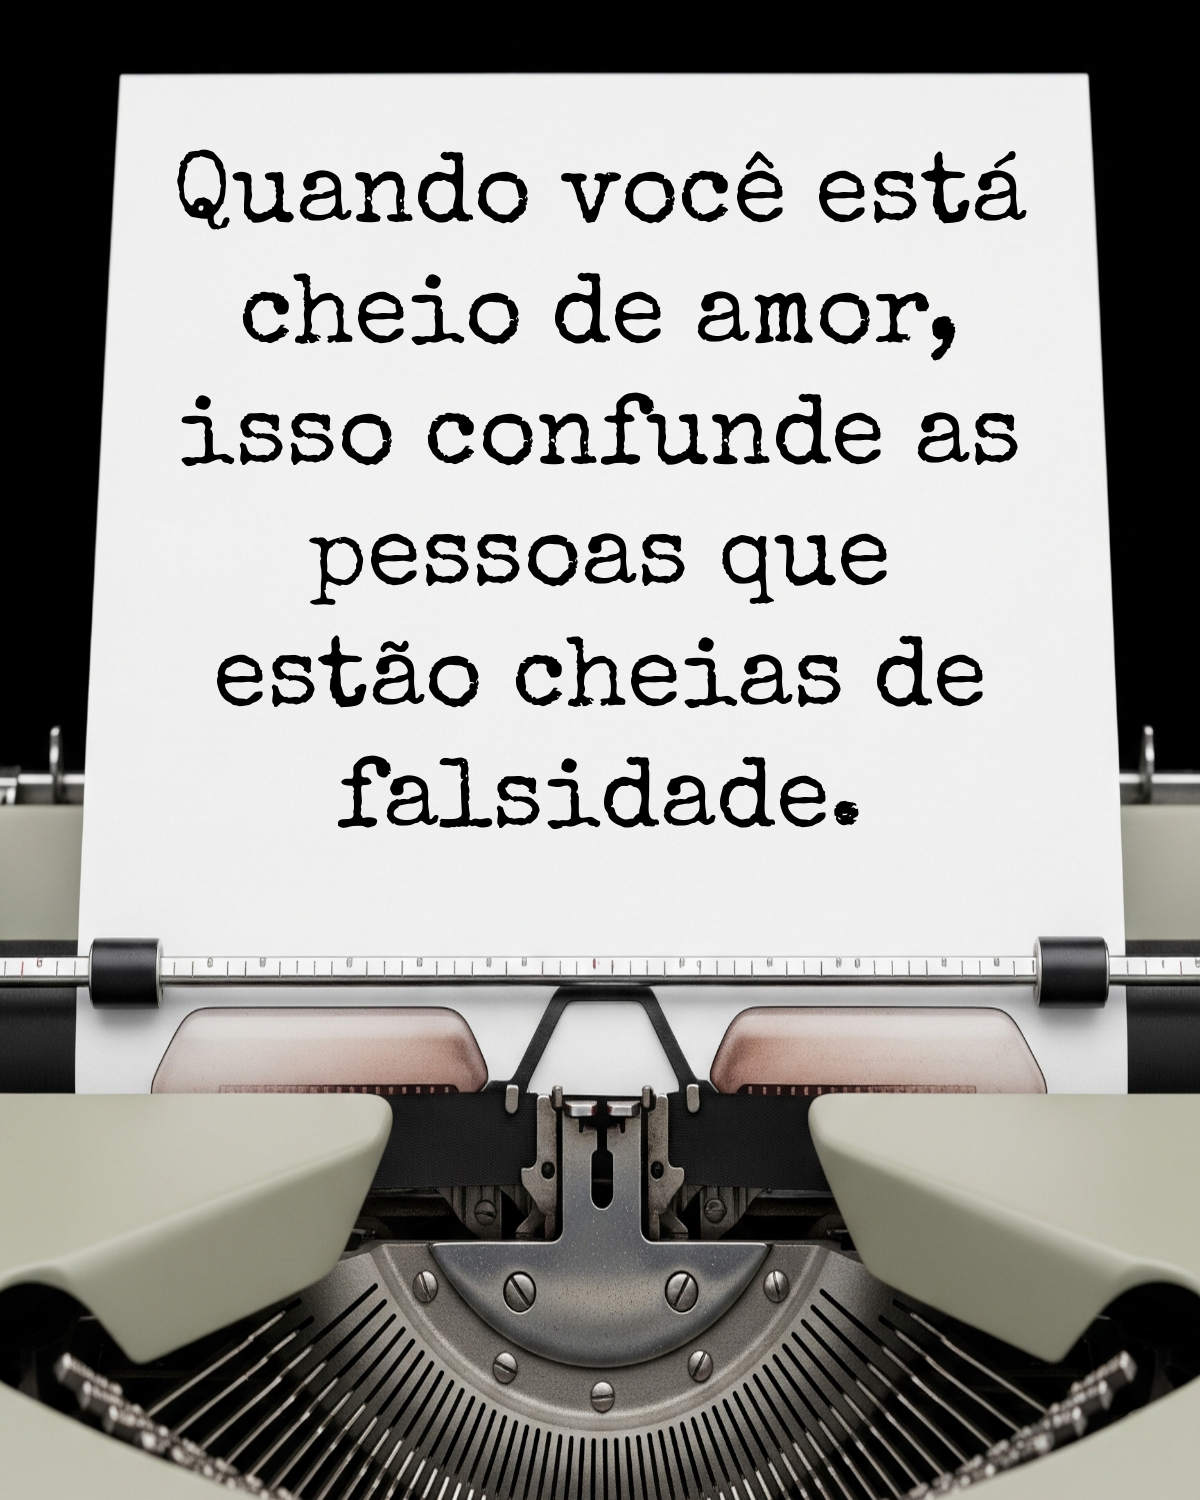 Quando você está
cheio de amor,
isso confunde as
pessoas que
estão cheias de
falsidade.